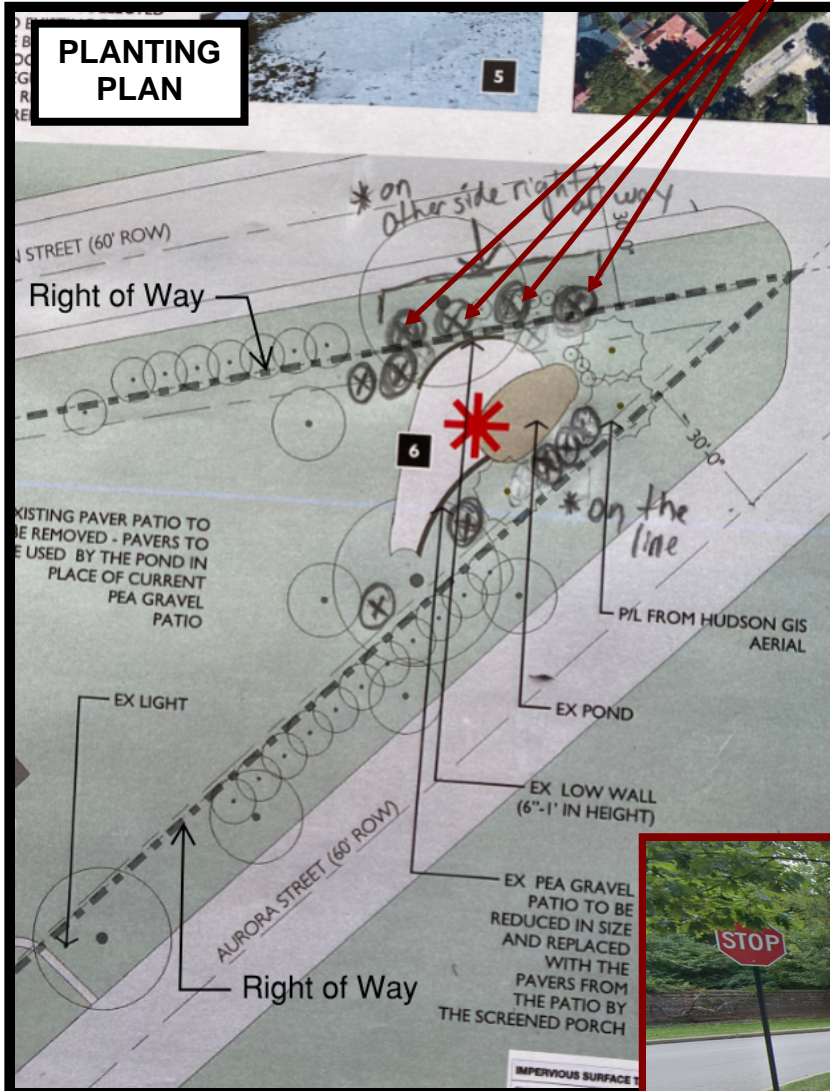 PLANTING
PLAN
5
* on
other side right of way
30'-0"
N STREET (60' ROW)
Right of Way
6
30'-0"
* on the
line
XISTING PAVER PATIO TO
BE REMOVED - PAVERS TO
E USED BY THE POND IN
PLACE OF CURRENT
PEA GRAVEL
PATIO
P/L FROM HUDSON GIS
AERIAL
EX LIGHT
EX POND
EX LOW WALL
(6"-1' IN HEIGHT)
AURORA STREET (60' ROW)
EX PEA GRAVEL
PATIO TO BE
REDUCED IN SIZE
AND REPLACED
WITH THE
PAVERS FROM
THE PATIO BY
THE SCREENED PORCH
Right of Way
STOP
IMPERVIOUS SURFACE T